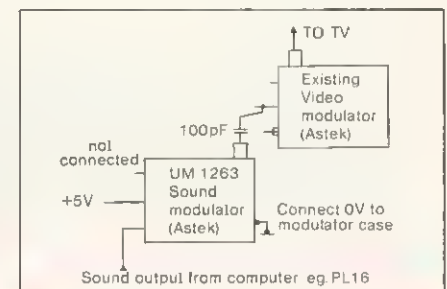 TO TV
Existing
Video
modulator
(Astek)
100pF
not
connected
UM 1263
Sound
modulator
(Astek)
+5V
Connect 0V to
modutator case
Sound output from computer eg. PL16